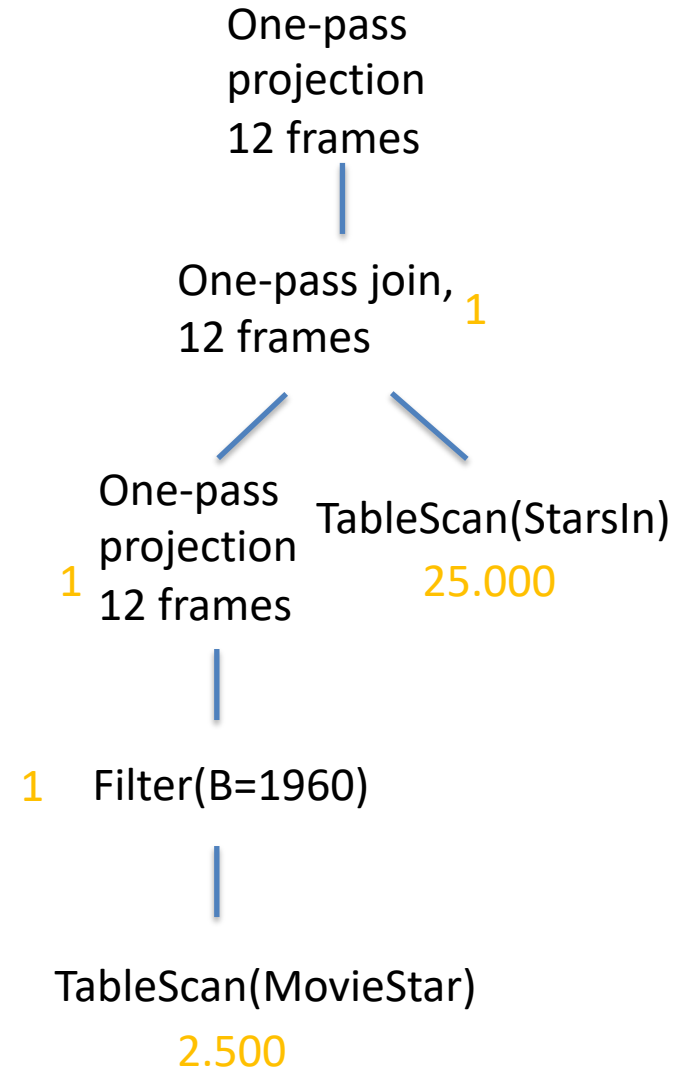 One-pass
projection
12 frames
One-pass join,
12 frames
1
One-pass
projection
12 frames
1
TableScan(StarsIn)
25.000
1
Filter(B=1960)
TableScan(MovieStar)
2.500